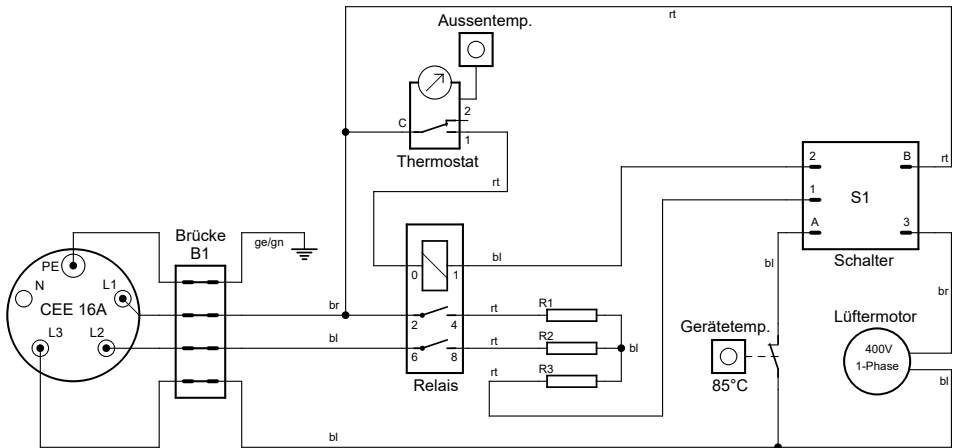 rt
Aussentemp.
C
2
1
Thermostat
rt
2
B
rt
1
S1
A
3
Schalter
Brücke
B1
ge/gn
PE
N
L1
CEE 16A
L3
L2
0
1
bl
br
2
4
rt
R1
bl
6
8
rt
R2
bl
rt
R3
Relais
bl
br
Gerätetemp.
85°C
Lüftermotor
400V
1-Phase
bl
bl